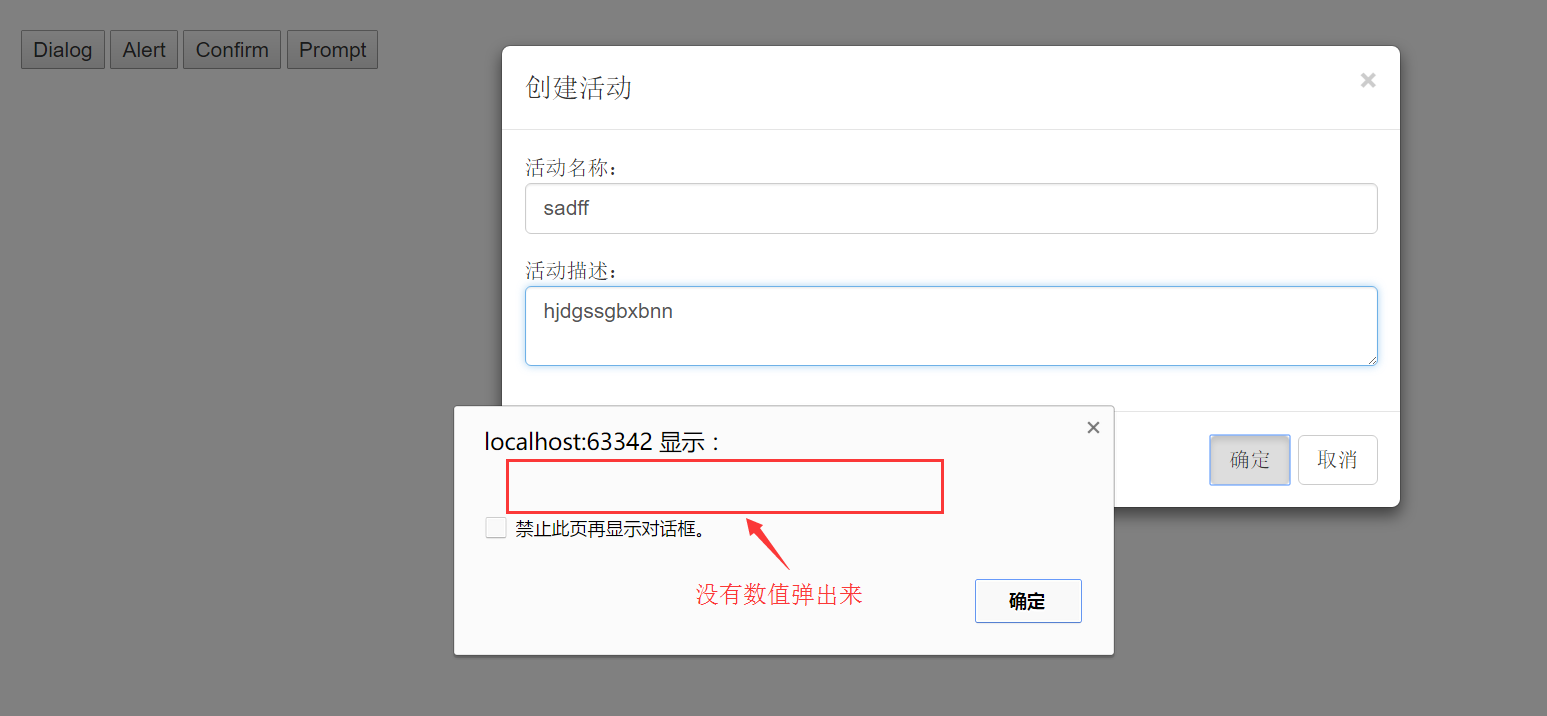 Dialog Alert Confirm Prompt
创建活动
×
活动名称：
sadff
活动描述：
hjdgssgbxbnn
确定 取消
localhost:63342 显示：
×
禁止此页再显示对话框。
没有数值弹出来
确定